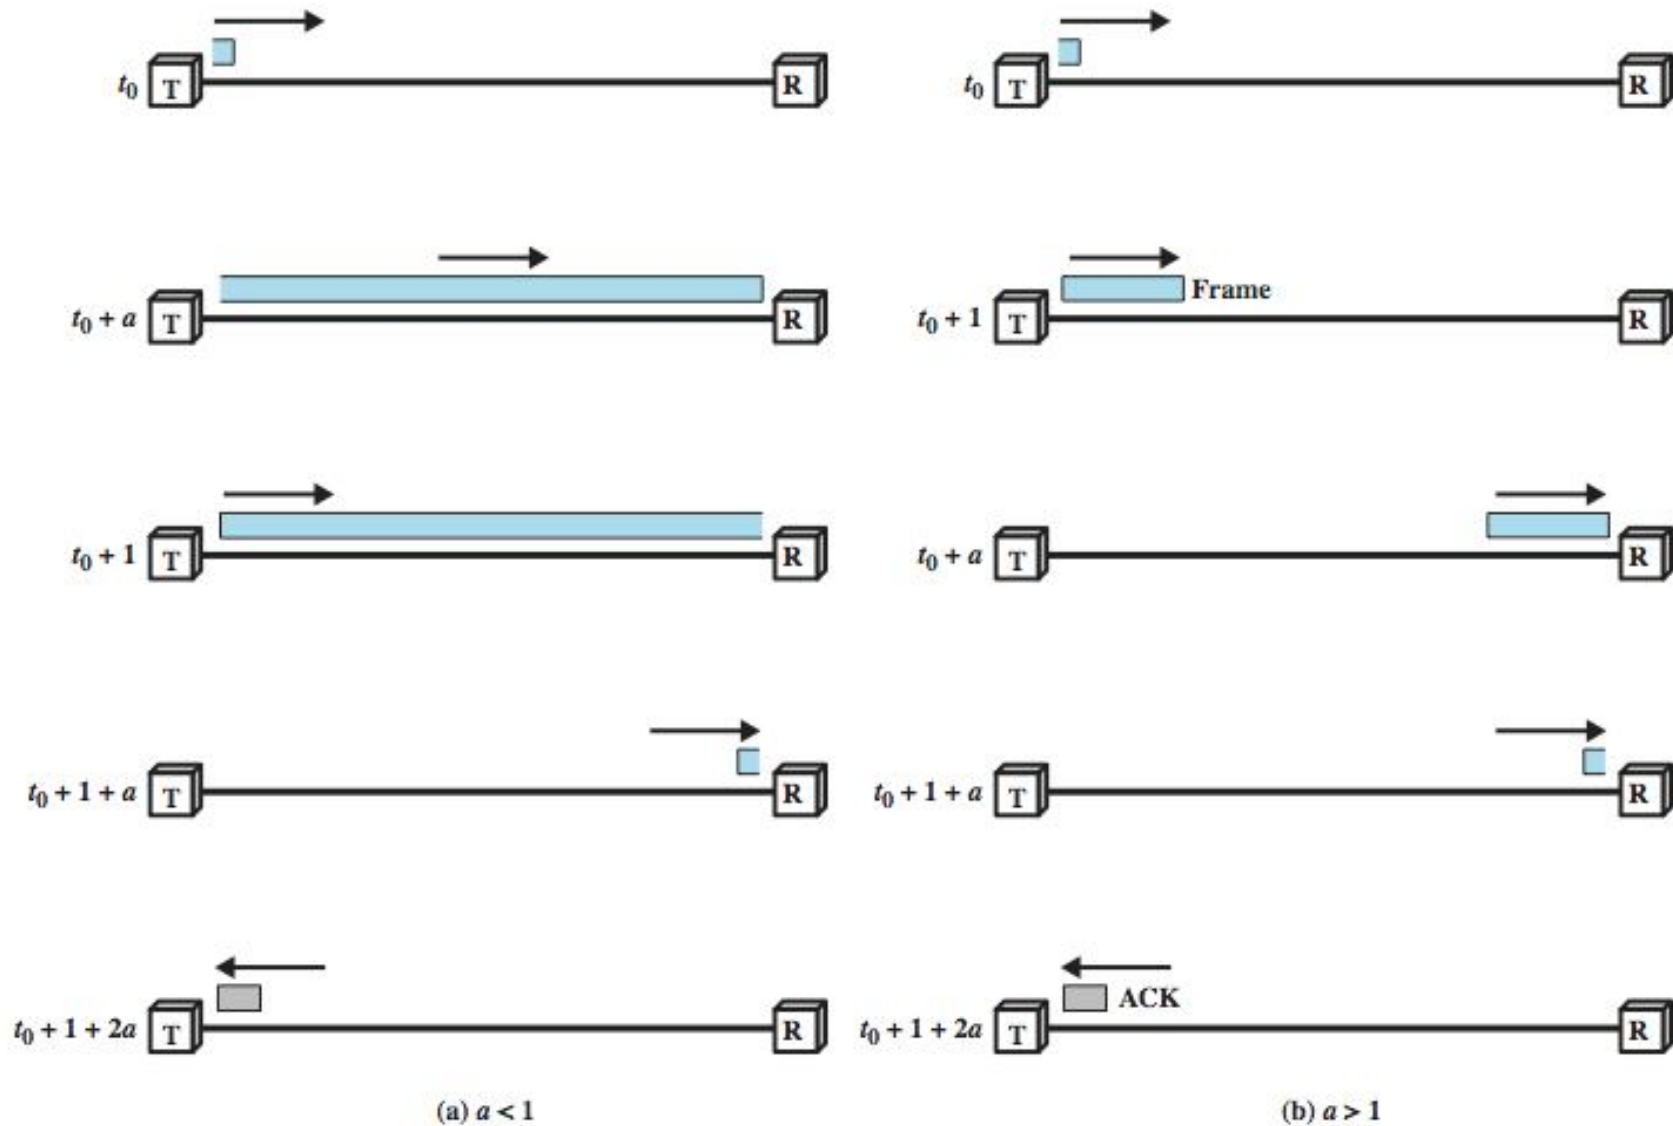 t₀ T R
t₀ + a T R
t₀ + 1 T R
t₀ + 1 + a T R
t₀ + 1 + 2a T R
(a) a < 1
t₀ T R
Frame
t₀ + 1 T R
t₀ + a T R
t₀ + 1 + a T R
ACK
t₀ + 1 + 2a T R
(b) a > 1